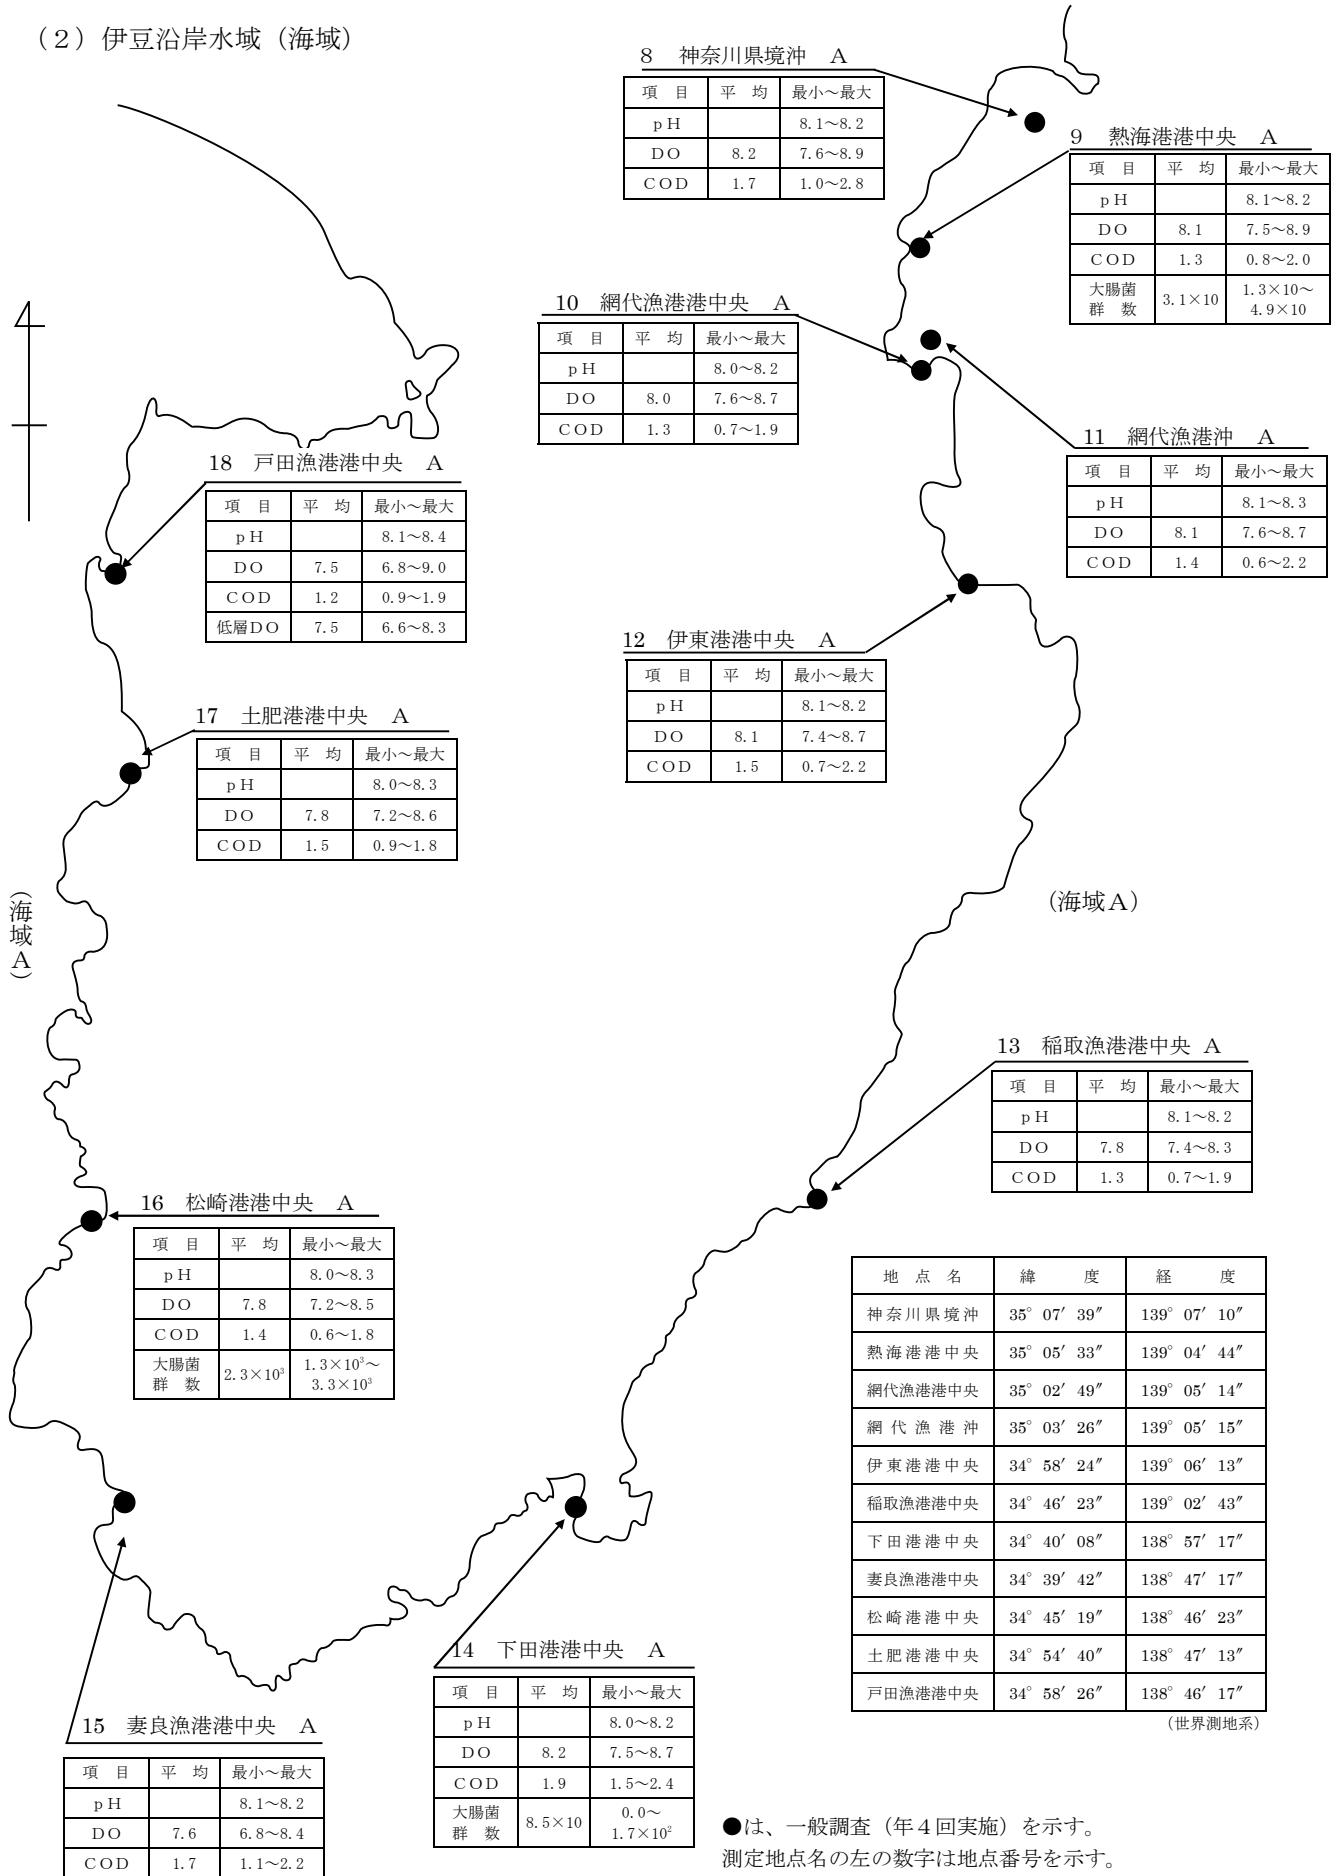 （２）伊豆沿岸水域（海域）
8 神奈川県境沖 A
項 目 平 均 最小～最大
ｐＨ 8.1～8.2
ＤＯ 8.2 7.6～8.9
ＣＯＤ 1.7 1.0～2.8
9 熱海港港中央 A
項 目 平 均 最小～最大
ｐＨ 8.1～8.2
ＤＯ 8.1 7.5～8.9
ＣＯＤ 1.3 0.8～2.0
大腸菌群 数 3.1×10 1.3×10～4.9×10
10 網代漁港港中央 A
項 目 平 均 最小～最大
ｐＨ 8.0～8.2
ＤＯ 8.0 7.6～8.7
ＣＯＤ 1.3 0.7～1.9
11 網代漁港沖 A
項 目 平 均 最小～最大
ｐＨ 8.1～8.3
ＤＯ 8.1 7.6～8.7
ＣＯＤ 1.4 0.6～2.2
18 戸田漁港港中央 A
項 目 平 均 最小～最大
ｐＨ 8.1～8.4
ＤＯ 7.5 6.8～9.0
ＣＯＤ 1.2 0.9～1.9
低層ＤＯ 7.5 6.6～8.3
12 伊東港港中央 A
項 目 平 均 最小～最大
ｐＨ 8.1～8.2
ＤＯ 8.1 7.4～8.7
ＣＯＤ 1.5 0.7～2.2
17 土肥港港中央 A
項 目 平 均 最小～最大
ｐＨ 8.0～8.3
ＤＯ 7.8 7.2～8.6
ＣＯＤ 1.5 0.9～1.8
（海域Ａ）
（海域Ａ）
13 稲取漁港港中央 A
項 目 平 均 最小～最大
ｐＨ 8.1～8.2
ＤＯ 7.8 7.4～8.3
ＣＯＤ 1.3 0.7～1.9
16 松崎港港中央 A
項 目 平 均 最小～最大
ｐＨ 8.0～8.3
ＤＯ 7.8 7.2～8.5
ＣＯＤ 1.4 0.6～1.8
大腸菌群 数 2.3×10³ 1.3×10³～3.3×10³
地 点 名 緯 度 経 度
神奈川県境沖 35° 07′ 39″ 139° 07′ 10″
熱海港港中央 35° 05′ 33″ 139° 04′ 44″
網代漁港港中央 35° 02′ 49″ 139° 05′ 14″
網代漁港沖 35° 03′ 26″ 139° 05′ 15″
伊東港港中央 34° 58′ 24″ 139° 06′ 13″
稲取漁港港中央 34° 46′ 23″ 139° 02′ 43″
下田港港中央 34° 40′ 08″ 138° 57′ 17″
妻良漁港港中央 34° 39′ 42″ 138° 47′ 17″
松崎港港中央 34° 45′ 19″ 138° 46′ 23″
土肥港港中央 34° 54′ 40″ 138° 47′ 13″
戸田漁港港中央 34° 58′ 26″ 138° 46′ 17″
（世界測地系）
14 下田港港中央 A
項 目 平 均 最小～最大
ｐＨ 8.0～8.2
ＤＯ 8.2 7.5～8.7
ＣＯＤ 1.9 1.5～2.4
大腸菌群 数 8.5×10 0.0～1.7×10²
15 妻良漁港港中央 A
項 目 平 均 最小～最大
ｐＨ 8.1～8.2
ＤＯ 7.6 6.8～8.4
ＣＯＤ 1.7 1.1～2.2
●は、一般調査（年４回実施）を示す。
測定地点名の左の数字は地点番号を示す。